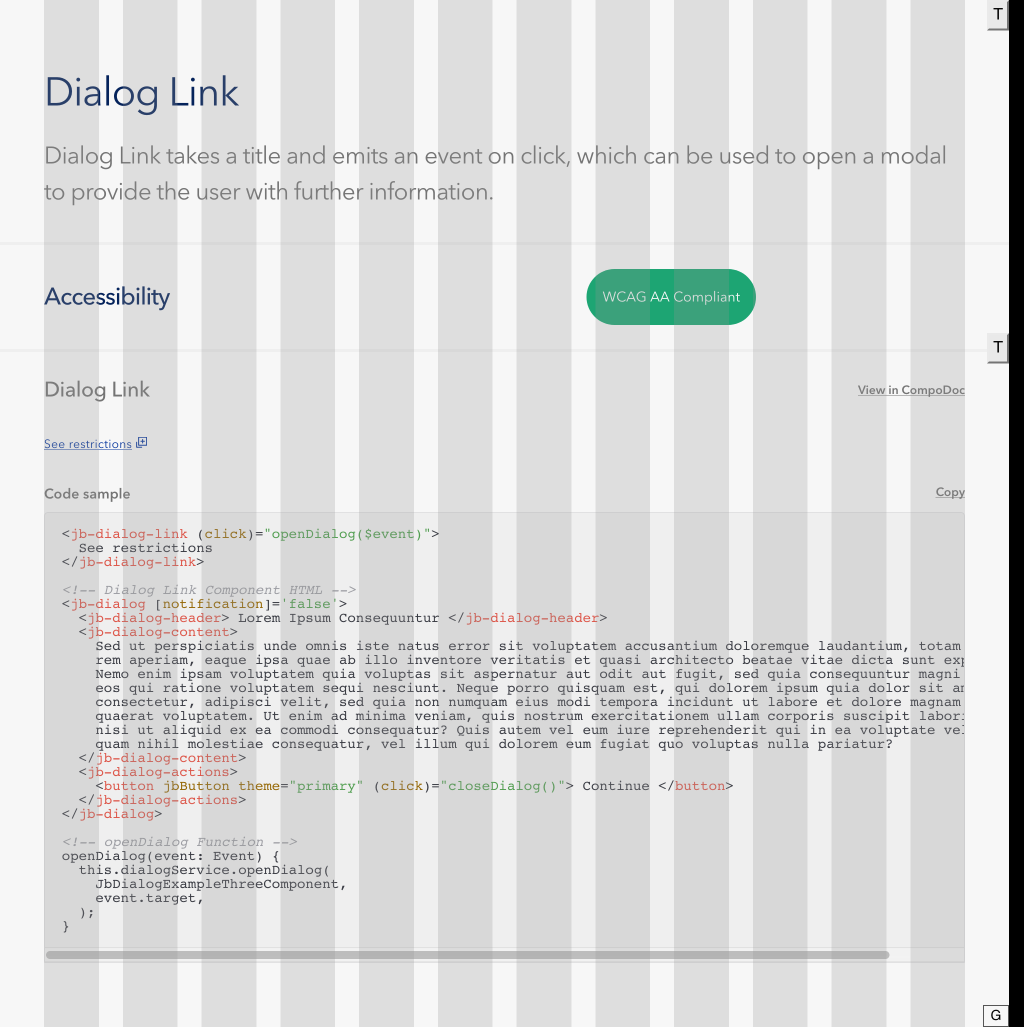 T
Dialog Link
Dialog Link takes a title and emits an event on click, which can be used to open a modal
to provide the user with further information.
Accessibility
WCAG AA Compliant
T
Dialog Link
View in CompoDoc
See restrictions
Code sample
Copy
<jb-dialog-link (click)="openDialog($event)">
  See restrictions
</jb-dialog-link>
<!-- Dialog Link Component HTML -->
<jb-dialog [notification]='false'>
  <jb-dialog-header> Lorem Ipsum Consequuntur </jb-dialog-header>
  <jb-dialog-content>
    Sed ut perspiciatis unde omnis iste natus error sit voluptatem accusantium doloremque laudantium, totam
    rem aperiam, eaque ipsa quae ab illo inventore veritatis et quasi architecto beatae vitae dicta sunt
    Nemo enim ipsam voluptatem quia voluptas sit aspernatur aut odit aut fugit, sed quia consequuntur magni
    eos qui ratione voluptatem sequi nesciunt. Neque porro quisquam est, qui dolorem ipsum quia dolor sit
    consectetur, adipisci velit, sed quia non numquam eius modi tempora incidunt ut labore et dolore magnam
    quaerat voluptatem. Ut enim ad minima veniam, quis nostrum exercitationem ullam corporis suscipit
    nisi ut aliquid ex ea commodi consequatur? Quis autem vel eum iure reprehenderit qui in ea voluptate
    quam nihil molestiae consequatur, vel illum qui dolorem eum fugiat quo voluptas nulla pariatur?
  </jb-dialog-content>
  <jb-dialog-actions>
    <button jbButton theme="primary" (click)="closeDialog()"> Continue </button>
  </jb-dialog-actions>
</jb-dialog>
<!-- openDialog Function -->
openDialog(event: Event) {
  this.dialogService.openDialog(
    JbDialogExampleThreeComponent,
    event.target,
  );
}
G